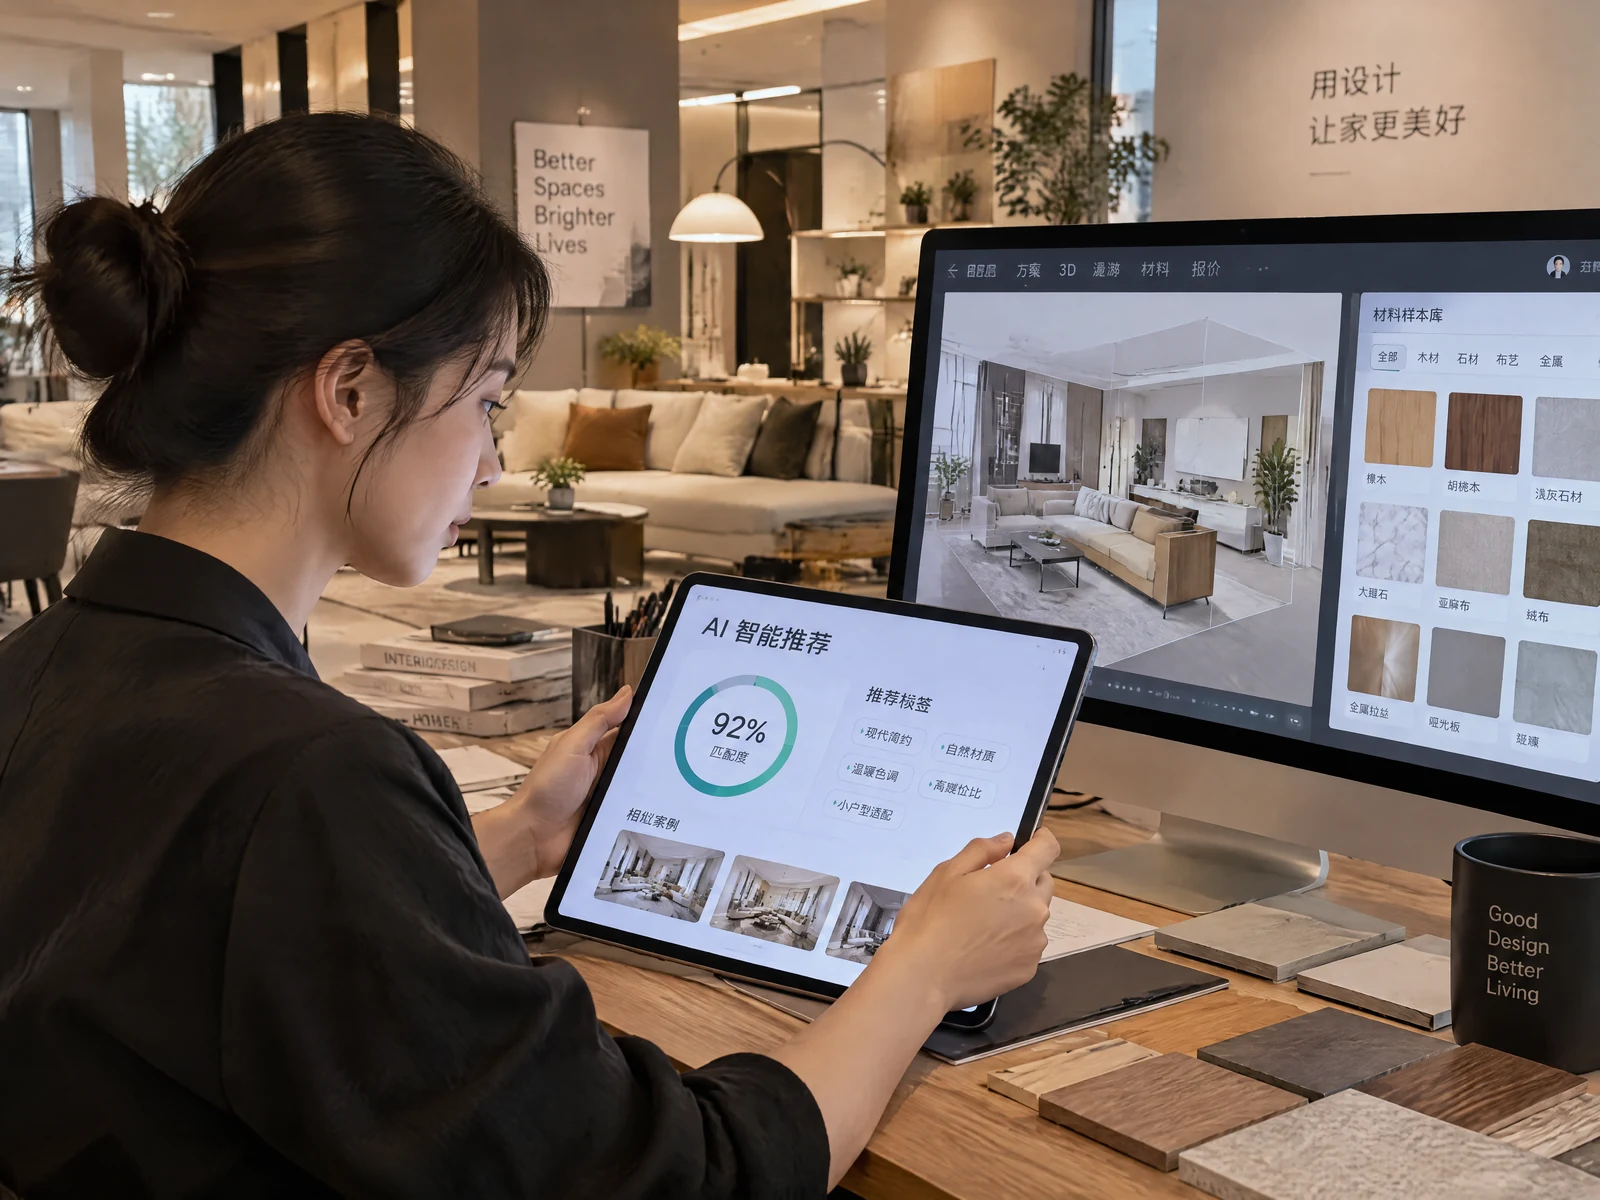 Better
Spaces
Brighter
Lives
用设计
让家更美好
方案 3D 漫游 材料 报价
材料样本库
全部 木材 石材 布艺 金属
橡木 胡桃木 浅灰石材
大理石 亚麻布 绒布
金属拉丝
AI 智能推荐
92%
匹配度
推荐标签
现代简约 自然材质
温暖色调
小户型适配
相似案例
Good
Design
Better
Living